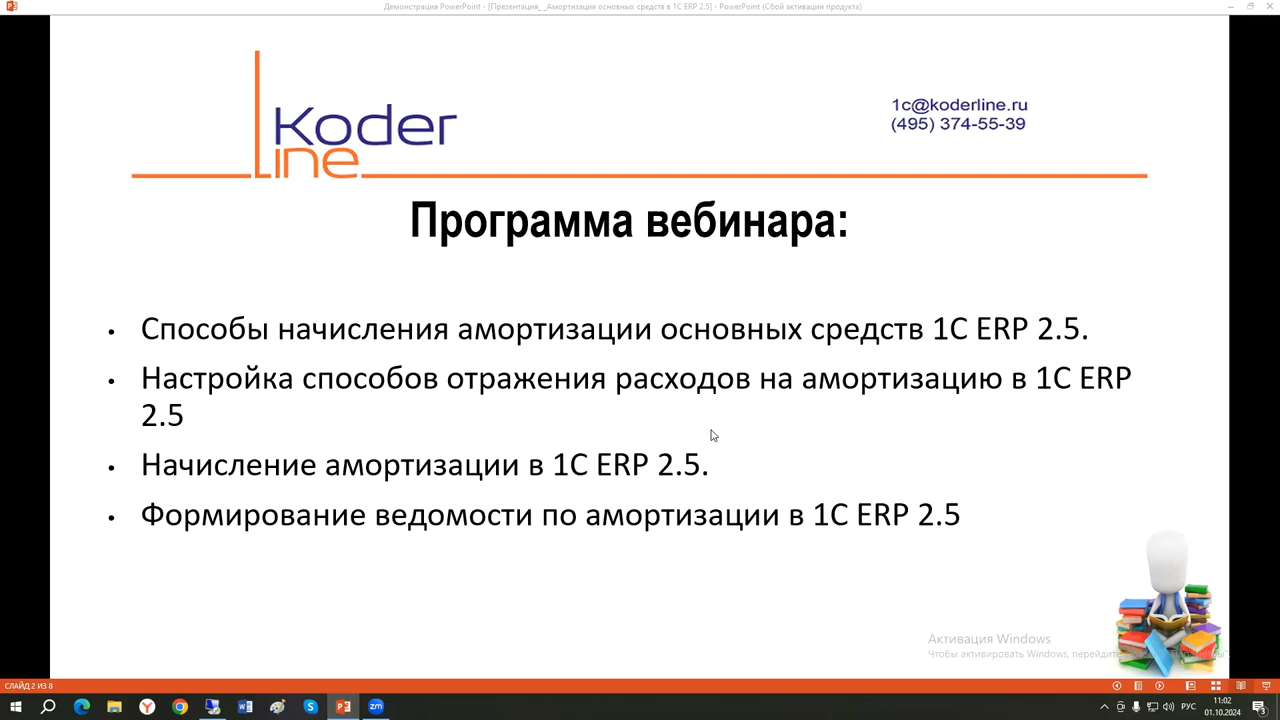 Демонстрация PowerPoint - [Презентация_ _Амортизация основных средств в 1С ERP 2.5] - PowerPoint (Сбой активации продукта)
Koder
line
1c@koderline.ru
(495) 374-55-39
Программа вебинара:
• Способы начисления амортизации основных средств 1С ERP 2.5.
• Настройка способов отражения расходов на амортизацию в 1С ERP
2.5
• Начисление амортизации в 1С ERP 2.5.
• Формирование ведомости по амортизации в 1С ERP 2.5
Активация Windows
Чтобы активировать Windows, перейдите
СЛАЙД 2 ИЗ 8
РУС
11:02
01.10.2024
3
zm